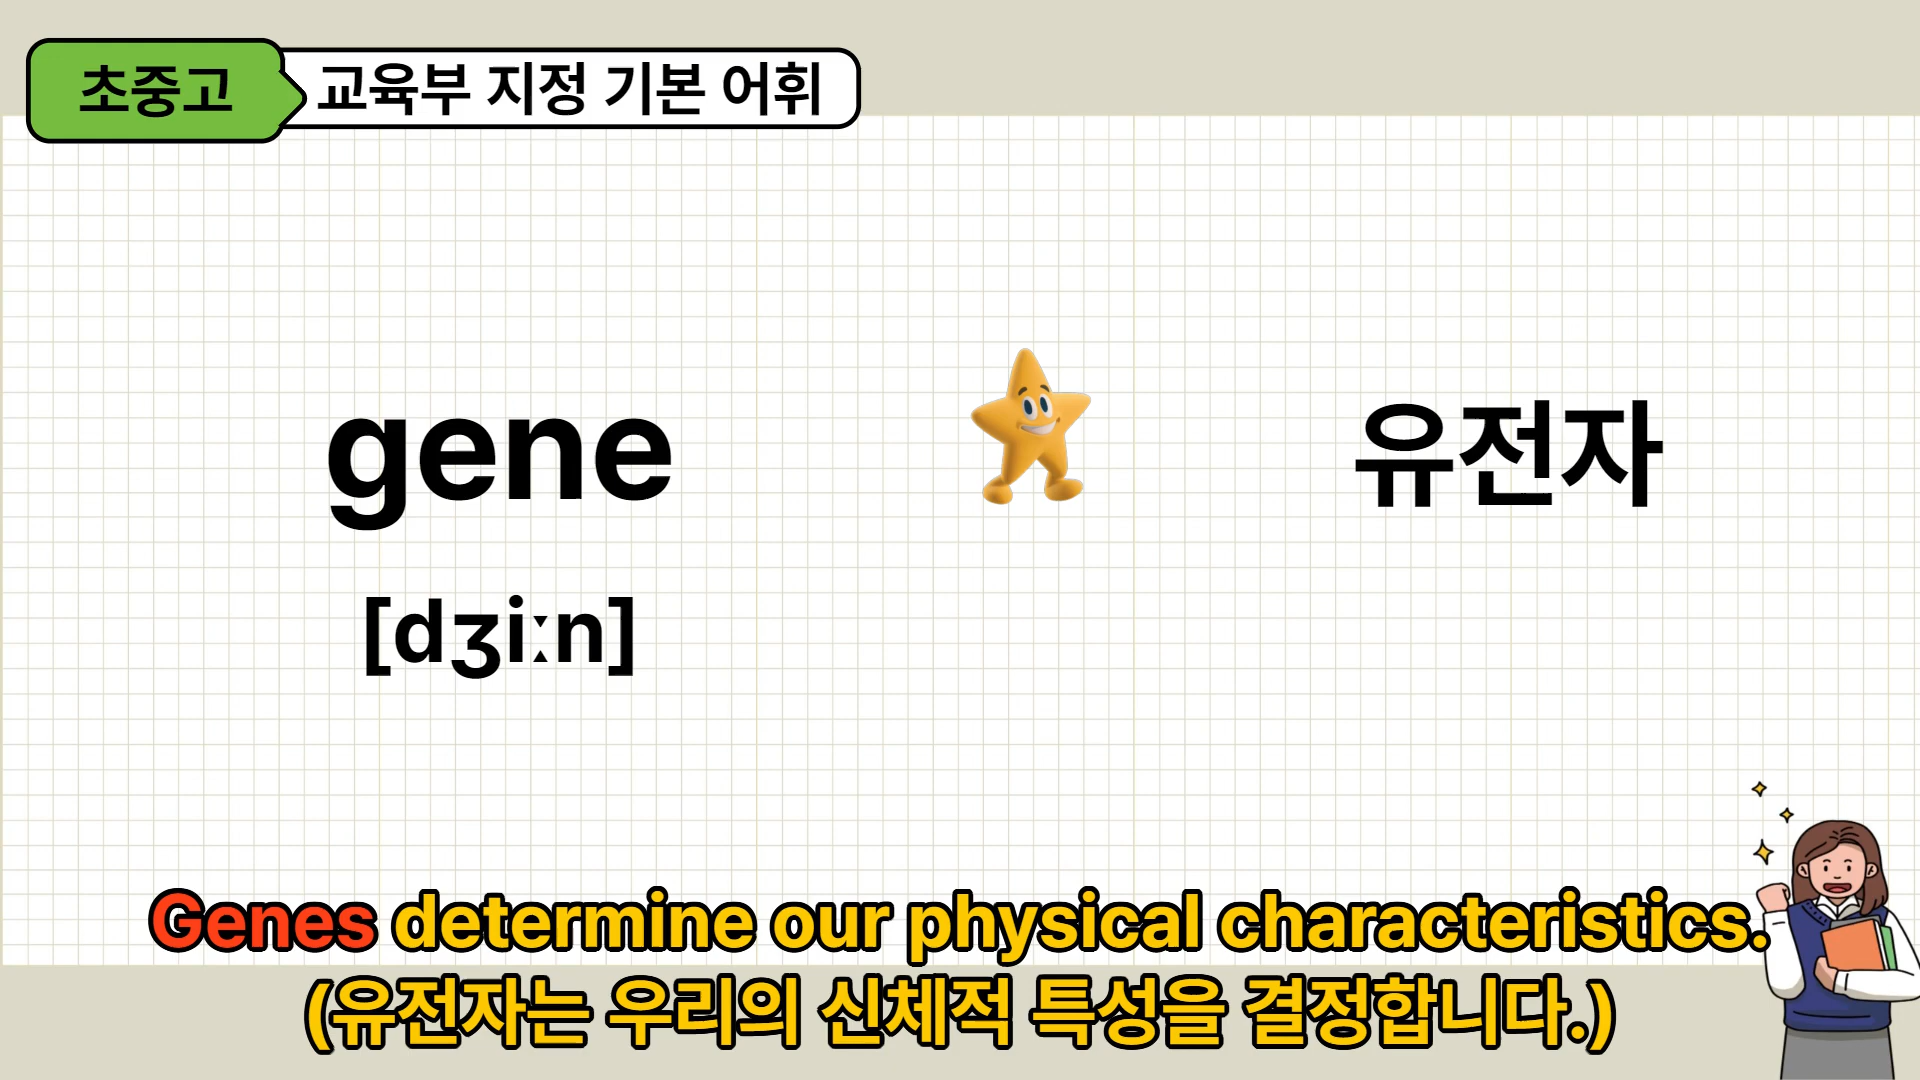 초중고 교육부 지정 기본 어휘
gene 유전자
[dʒiːn]
Genes determine our physical characteristics.
(유전자는 우리의 신체적 특성을 결정합니다.)